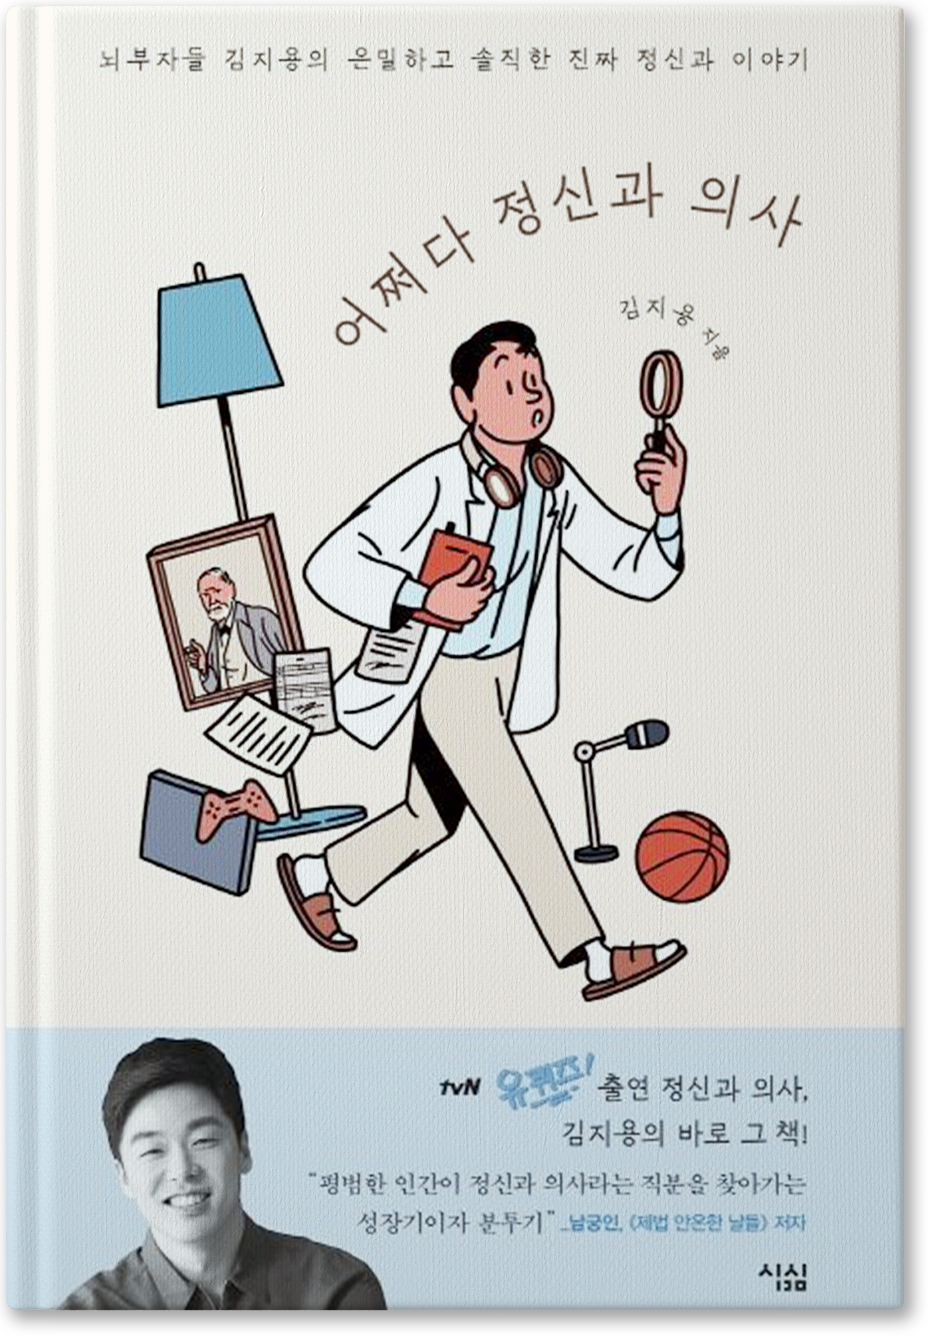 뇌부자들 김지용의 은밀하고 솔직한 진짜 정신과 이야기
어쩌다 정신과 의사
김지용 지음
tvN 유퀴즈! 출연 정신과 의사,
김지용의 바로 그 책!
"평범한 인간이 정신과 의사라는 직분을 찾아가는
성장기이자 분투기" _남궁인, 《제법 안온한 날들》 저자
심심